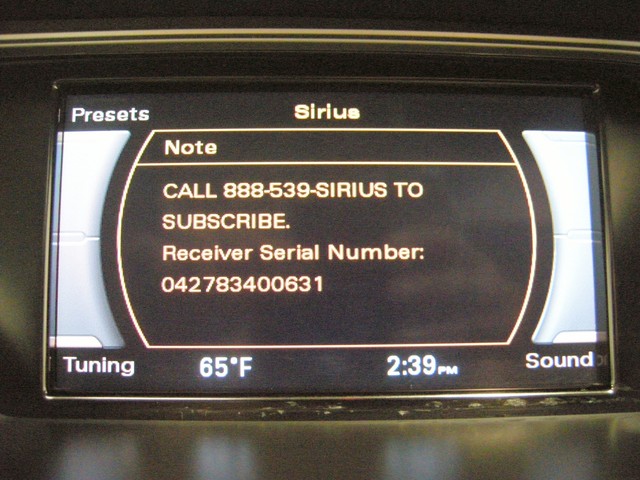 Presets Sirius
Note
CALL 888-539-SIRIUS TO
SUBSCRIBE.
Receiver Serial Number:
042783400631
Tuning 65°F 2:39PM Sound